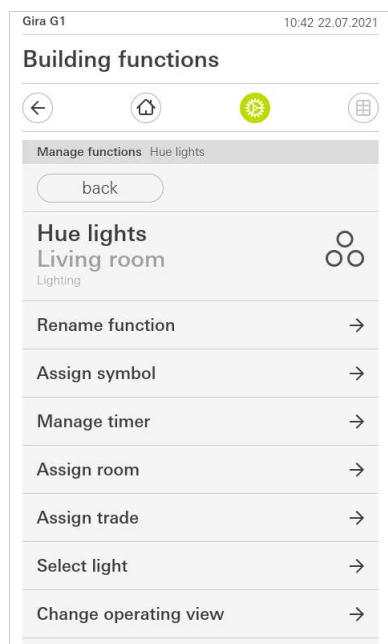 Gira G1 10:42 22.07.2021
Building functions
Manage functions Hue lights
back
Hue lights
Living room
Lighting
Rename function
Assign symbol
Manage timer
Assign room
Assign trade
Select light
Change operating view